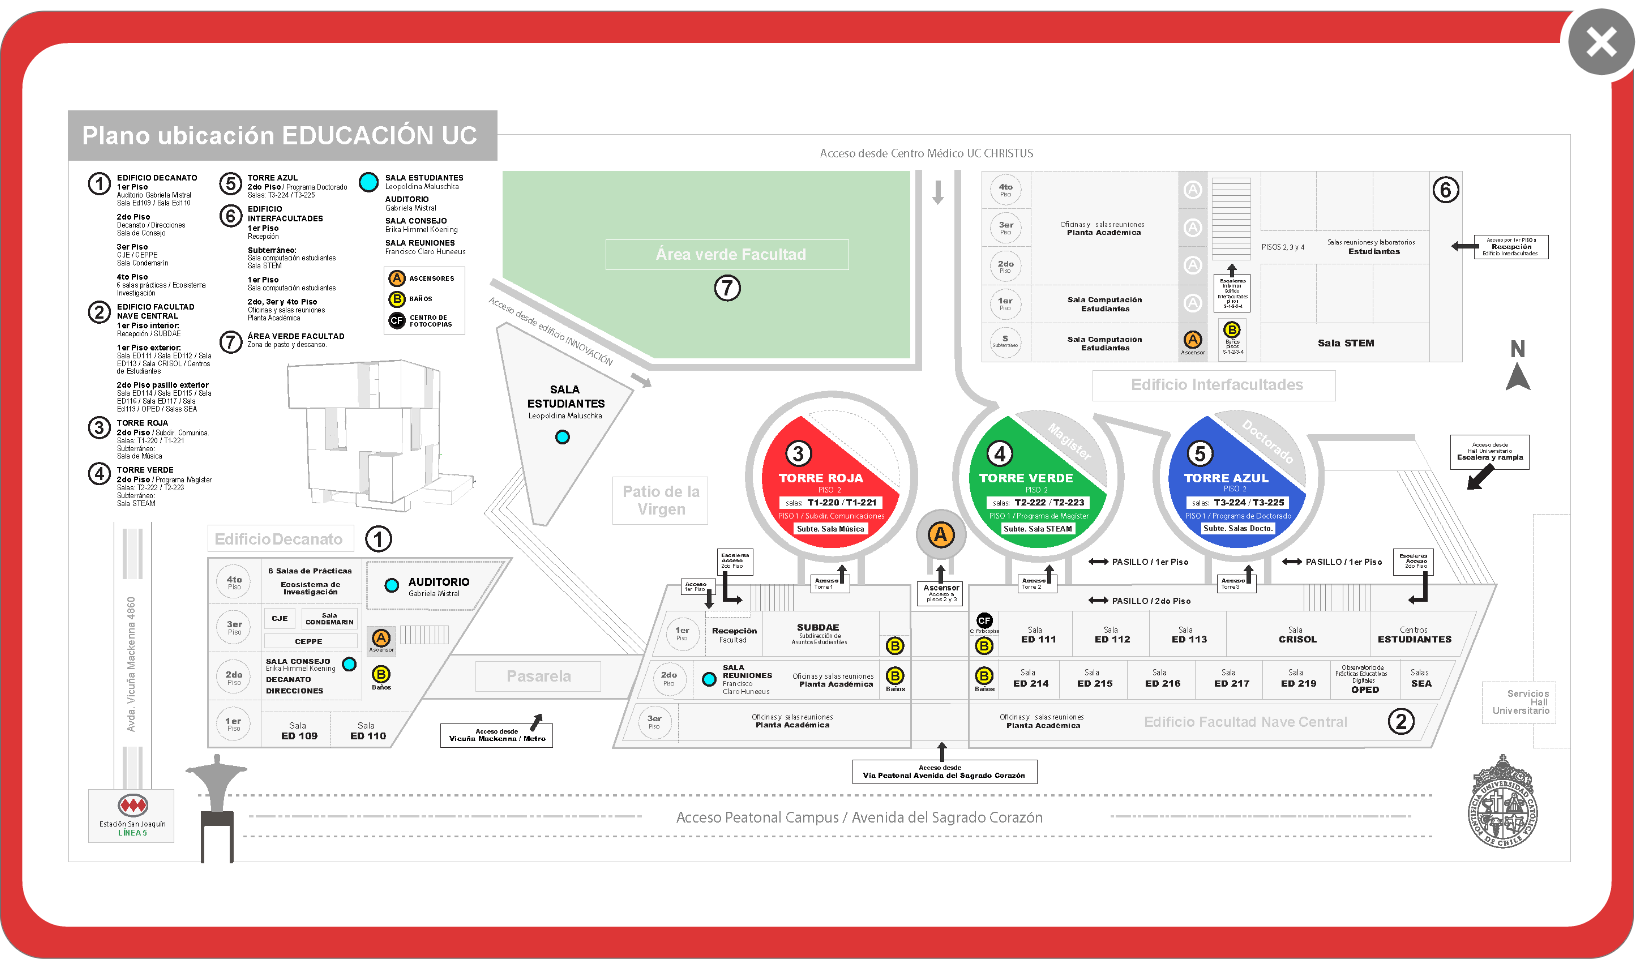 Plano ubicación EDUCACIÓN UC
1
EDIFICIO DECANATO
1er Piso
Auditorio Gabriela Mistral
Sala Ed109 / Sala Ed110
2do Piso
Decanato / Direcciones
Sala de Consejo
3er Piso
CJE / CEPPE
Sala Condemarín
4to Piso
6 salas prácticas / Ecosistema
Investigación
2
EDIFICIO FACULTAD
NAVE CENTRAL
1er Piso interior:
Recepción / SUBDAE
1er Piso exterior:
Sala ED111 / Sala ED112 / Sala
ED113 / Sala CRISOL / Centros
de Estudiantes
2do Piso pasillo exterior
Sala ED114 / Sala ED115 / Sala
ED116 / Sala ED117 / Sala
Ed119 / OPED / Salas SEA
3
TORRE ROJA
2do Piso / Subdir. Comunica.
Salas: T1-220 / T1-221
Subterráneo:
Sala de Música
4
TORRE VERDE
2do Piso / Programa Magíster
Salas: T2-222 / T2-223
Subterráneo:
Sala STEAM
5
TORRE AZUL
2do Piso / Programa Doctorado
Salas: T3-224 / T3-225
6
EDIFICIO
INTERFACULTADES
1er Piso
Recepción
Subterráneo:
Sala computación estudiantes
Sala STEM
1er Piso
Sala computación estudiantes
2do, 3er y 4to Piso
Oficinas y salas reuniones
Planta Académica
7
ÁREA VERDE FACULTAD
Zona de pasto y descanso.
SALA ESTUDIANTES
Leopoldina Maluschka
AUDITORIO
Gabriela Mistral
SALA CONSEJO
Erika Himmel Köening
SALA REUNIONES
Francisco Claro Huneeus
A ASCENSORES
B BAÑOS
CF CENTRO DE
FOTOCOPIAS
Acceso desde Centro Médico UC CHRISTUS
Área verde Facultad
7
Acceso desde edificio INNOVACIÓN
SALA
ESTUDIANTES
Leopoldina Maluschka
Patio de la
Virgen
4to
Piso
3er
Piso
2do
Piso
1er
Piso
S
Subterráneo
Oficinas y salas reuniones
Planta Académica
Sala Computación
Estudiantes
Sala Computación
Estudiantes
A
A
A
A
A
Ascensor
Escaleras
Interior
Edificio
Interfacultades
pisos
S-1-2-3-4
B
Baños
pisos
S-1-2-3-4
PISOS 2, 3 y 4
Salas reuniones y laboratorios
Estudiantes
Sala STEM
6
Acceso por 1er PISO a
Recepción
Edificio Interfacultades
Edificio Interfacultades
N
3
TORRE ROJA
PISO 2
salas: T1-220 / T1-221
PISO 1 / Subdir. Comunicaciones
Subte. Sala Música
4
Magíster
TORRE VERDE
PISO 2
salas: T2-222 / T2-223
PISO 1 / Programa de Magíster
Subte. Sala STEAM
5
Doctorado
TORRE AZUL
PISO 2
salas: T3-224 / T3-225
PISO 1 / Programa de Doctorado
Subte. Salas Docto.
Acceso desde
Hall Universitario
Escalera y rampla
A
Ascensor
Acceso a
pisos 2 y 3
Escaleras
Acceso
2do Piso
Acceso
1er Piso
Acceso
Torre 1
Acceso
Torre 2
Acceso
Torre 3
PASILLO / 1er Piso
PASILLO / 1er Piso
PASILLO / 2do Piso
Escaleras
Acceso
2do Piso
Edificio Decanato
1
4to
Piso
6 Salas de Prácticas
Ecosistema de
Investigación
AUDITORIO
Gabriela Mistral
3er
Piso
CJE
Sala
CONDEMARÍN
CEPPE
A
Ascensor
2do
Piso
SALA CONSEJO
Erika Himmel Köening
DECANATO
DIRECCIONES
B
Baños
1er
Piso
Sala
ED 109
Sala
ED 110
Pasarela
Acceso desde
Vicuña Mackenna / Metro
1er
Piso
Recepción
Facultad
SUBDAE
Subdirección de
Asuntos Estudiantiles
B
CF
C. Fotocopias
B
Sala
ED 111
Sala
ED 112
Sala
ED 113
Sala
CRISOL
Centros
ESTUDIANTES
2do
Piso
SALA
REUNIONES
Francisco
Claro Huneeus
Oficinas y salas reuniones
Planta Académica
B
Baños
B
Baños
Sala
ED 214
Sala
ED 215
Sala
ED 216
Sala
ED 217
Sala
ED 219
Observatorio de
Prácticas Educativas
Digitales
OPED
Salas
SEA
3er
Piso
Oficinas y salas reuniones
Planta Académica
Oficinas y salas reuniones
Planta Académica
Edificio Facultad Nave Central
2
Servicios
Hall
Universitario
Acceso desde
Vía Peatonal Avenida del Sagrado Corazón
Avda. Vicuña Mackenna 4860
Estación San Joaquín
LÍNEA 5
Acceso Peatonal Campus / Avenida del Sagrado Corazón
PONTIFICIA UNIVERSIDAD CATÓLICA DE CHILE